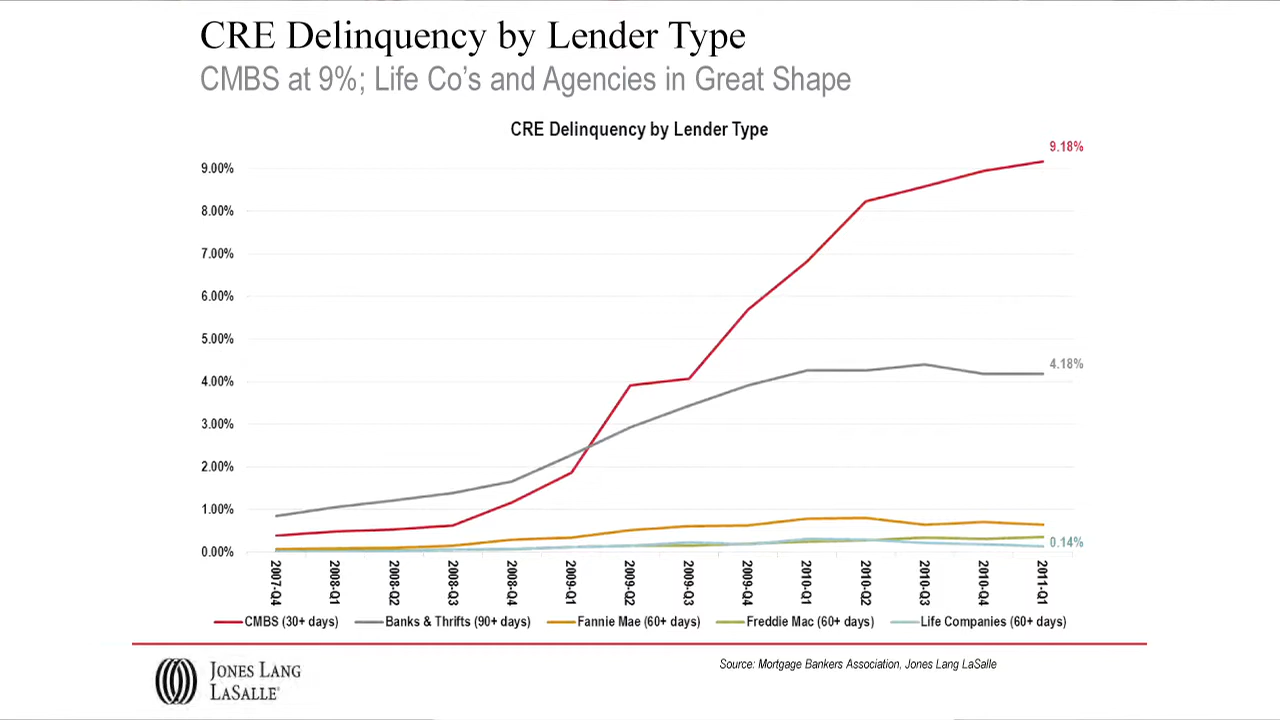 CRE Delinquency by Lender Type
CMBS at 9%; Life Co's and Agencies in Great Shape
CRE Delinquency by Lender Type
9.18%
9.00%
8.00%
7.00%
6.00%
5.00%
4.18%
4.00%
3.00%
2.00%
1.00%
0.14%
0.00%
2007-Q4
2008-Q1
2008-Q2
2008-Q3
2008-Q4
2009-Q1
2009-Q2
2009-Q3
2009-Q4
2010-Q1
2010-Q2
2010-Q3
2010-Q4
2011-Q1
CMBS (30+ days) Banks & Thrifts (90+ days) Fannie Mae (60+ days) Freddie Mac (60+ days) Life Companies (60+ days)
Source: Mortgage Bankers Association, Jones Lang LaSalle
JONES LANG
LASALLE®